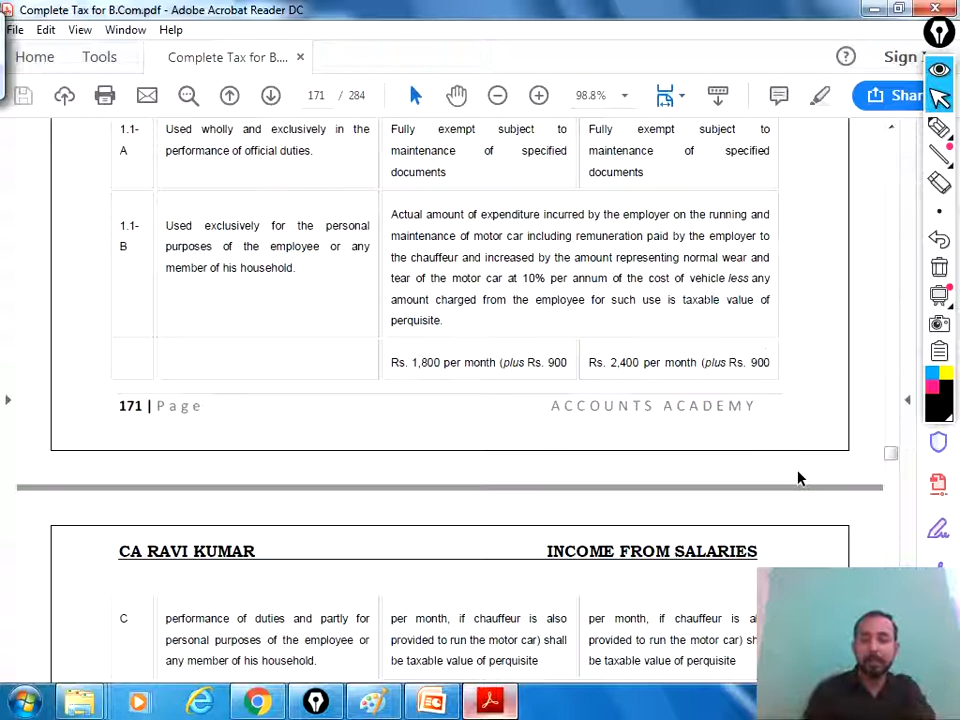 Complete Tax for B.Com.pdf - Adobe Acrobat Reader DC
File Edit View Window Help
Home Tools Complete Tax for B.... × Sign
171 / 284 98.8% Shar
1.1- Used wholly and exclusively in the Fully exempt subject to Fully exempt subject to
A performance of official duties. maintenance of specified maintenance of specified
documents documents
Actual amount of expenditure incurred by the employer on the running and
1.1- Used exclusively for the personal maintenance of motor car including remuneration paid by the employer to
B purposes of the employee or any the chauffeur and increased by the amount representing normal wear and
member of his household. tear of the motor car at 10% per annum of the cost of vehicle less any
amount charged from the employee for such use is taxable value of
perquisite.
Rs. 1,800 per month (plus Rs. 900 Rs. 2,400 per month (plus Rs. 900
171 | Page ACCOUNTS ACADEMY
CA RAVI KUMAR INCOME FROM SALARIES
C performance of duties and partly for per month, if chauffeur is also per month, if chauffeur is al
personal purposes of the employee or provided to run the motor car) shall provided to run the motor car) sh
any member of his household. be taxable value of perquisite be taxable value of perquisite